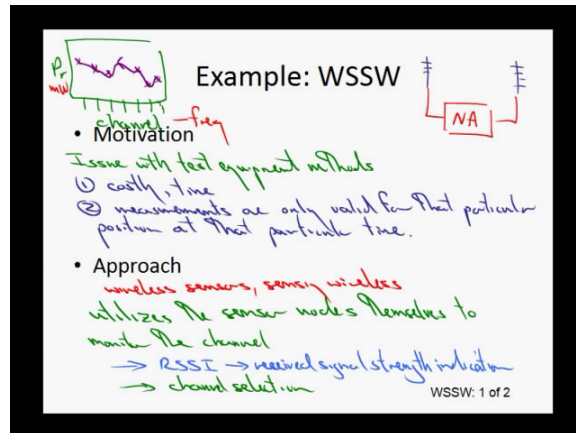 Pr
mW
channel - freq
Example: WSSW
NA
• Motivation
Issue with test equipment methods
① costly, time
② measurements are only valid for that particular
position at that particular time.
• Approach
wireless sensors, sensing wireless
utilizes the sensor nodes themselves to
monitor the channel
→ RSSI → received signal strength indication
→ channel selection
WSSW: 1 of 2